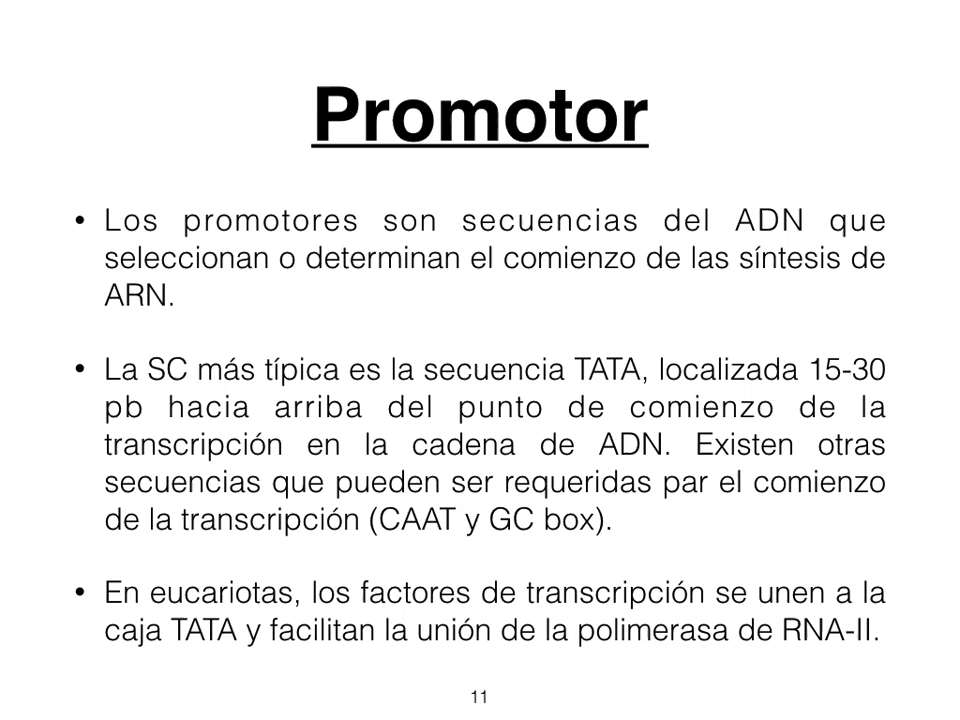 Promotor
• Los promotores son secuencias del ADN que
seleccionan o determinan el comienzo de las síntesis de
ARN.
• La SC más típica es la secuencia TATA, localizada 15-30
pb hacia arriba del punto de comienzo de la
transcripción en la cadena de ADN. Existen otras
secuencias que pueden ser requeridas par el comienzo
de la transcripción (CAAT y GC box).
• En eucariotas, los factores de transcripción se unen a la
caja TATA y facilitan la unión de la polimerasa de RNA-II.
11